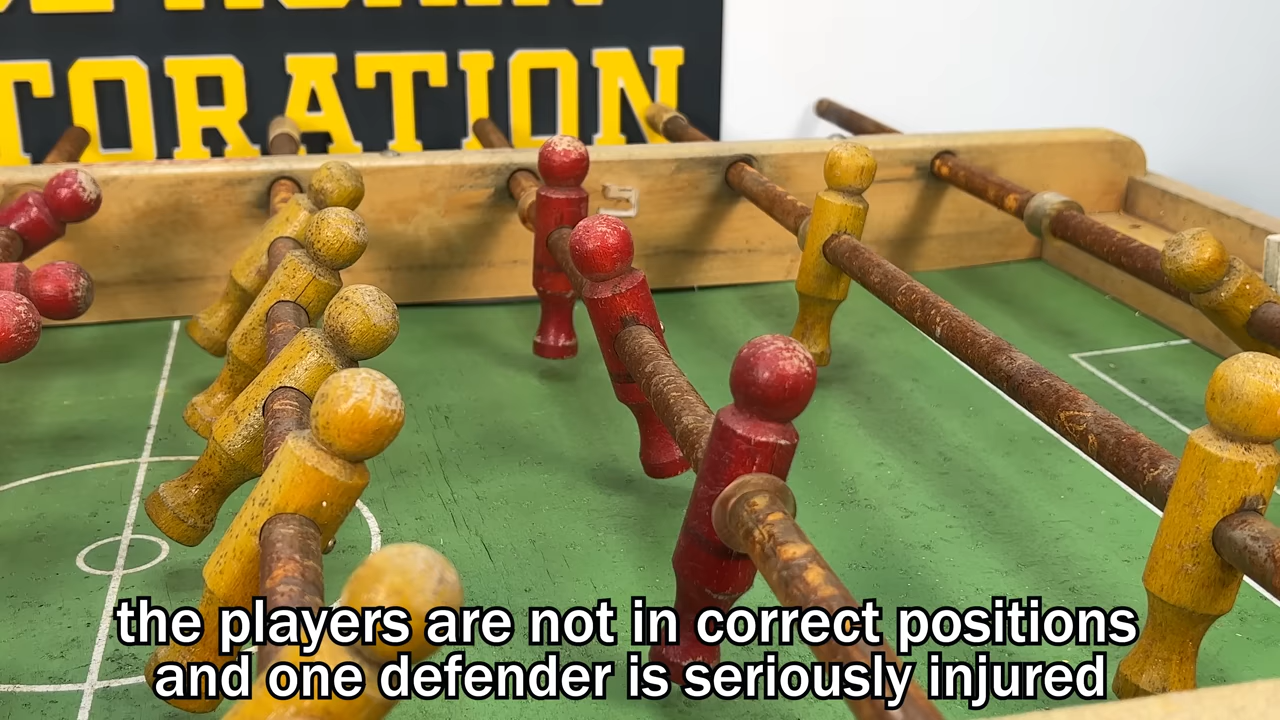 TORATION
the players are not in correct positions
and one defender is seriously injured